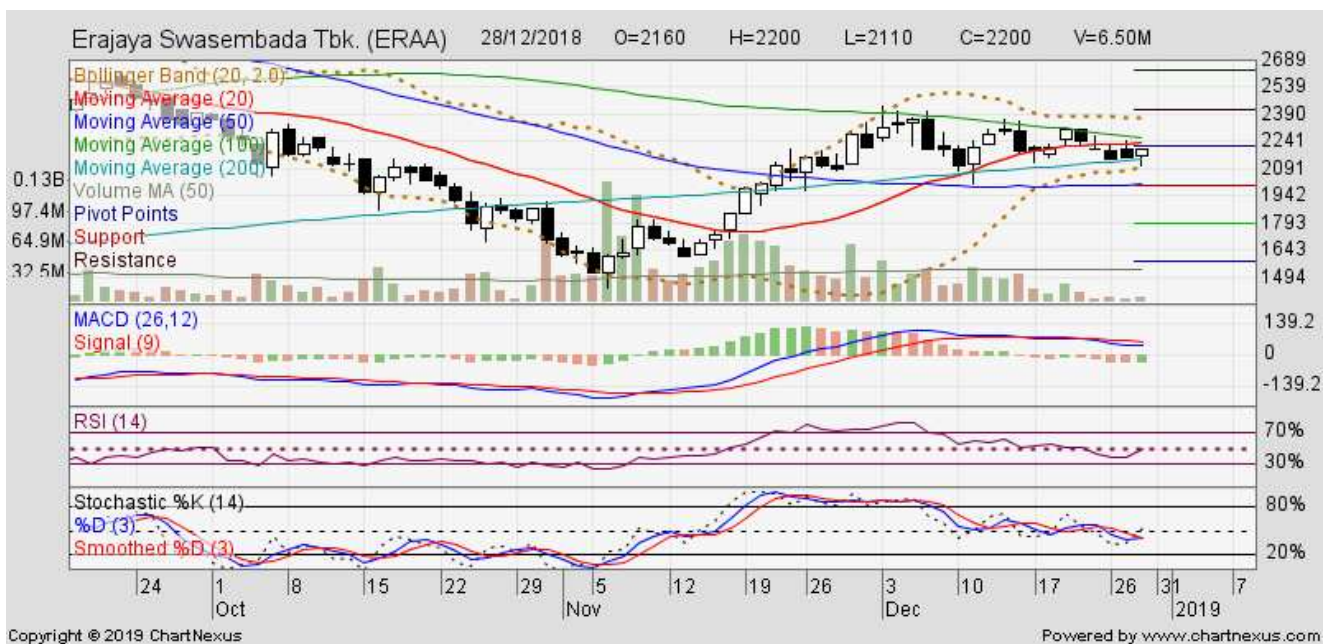 Erajaya Swasembada Tbk. (ERAA) 28/12/2018 O=2160 H=2200 L=2110 C=2200 V=6.50M
Bollinger Band (20, 2.0)
Moving Average (20)
Moving Average (50)
Moving Average (100)
Moving Average (200)
Volume MA (50)
Pivot Points
Support
Resistance
0.13B
97.4M
64.9M
32.5M
2689
2539
2390
2241
2091
1942
1793
1643
1494
MACD (26,12)
Signal (9)
139.2
0
-139.2
RSI (14)
70%
30%
Stochastic %K (14)
%D (3)
Smoothed %D (3)
80%
20%
24 1 8 15 22 29 5 12 19 26 3 10 17 26 31 7
Oct Nov Dec 2019
Copyright © 2019 ChartNexus
Powered by www.chartnexus.com